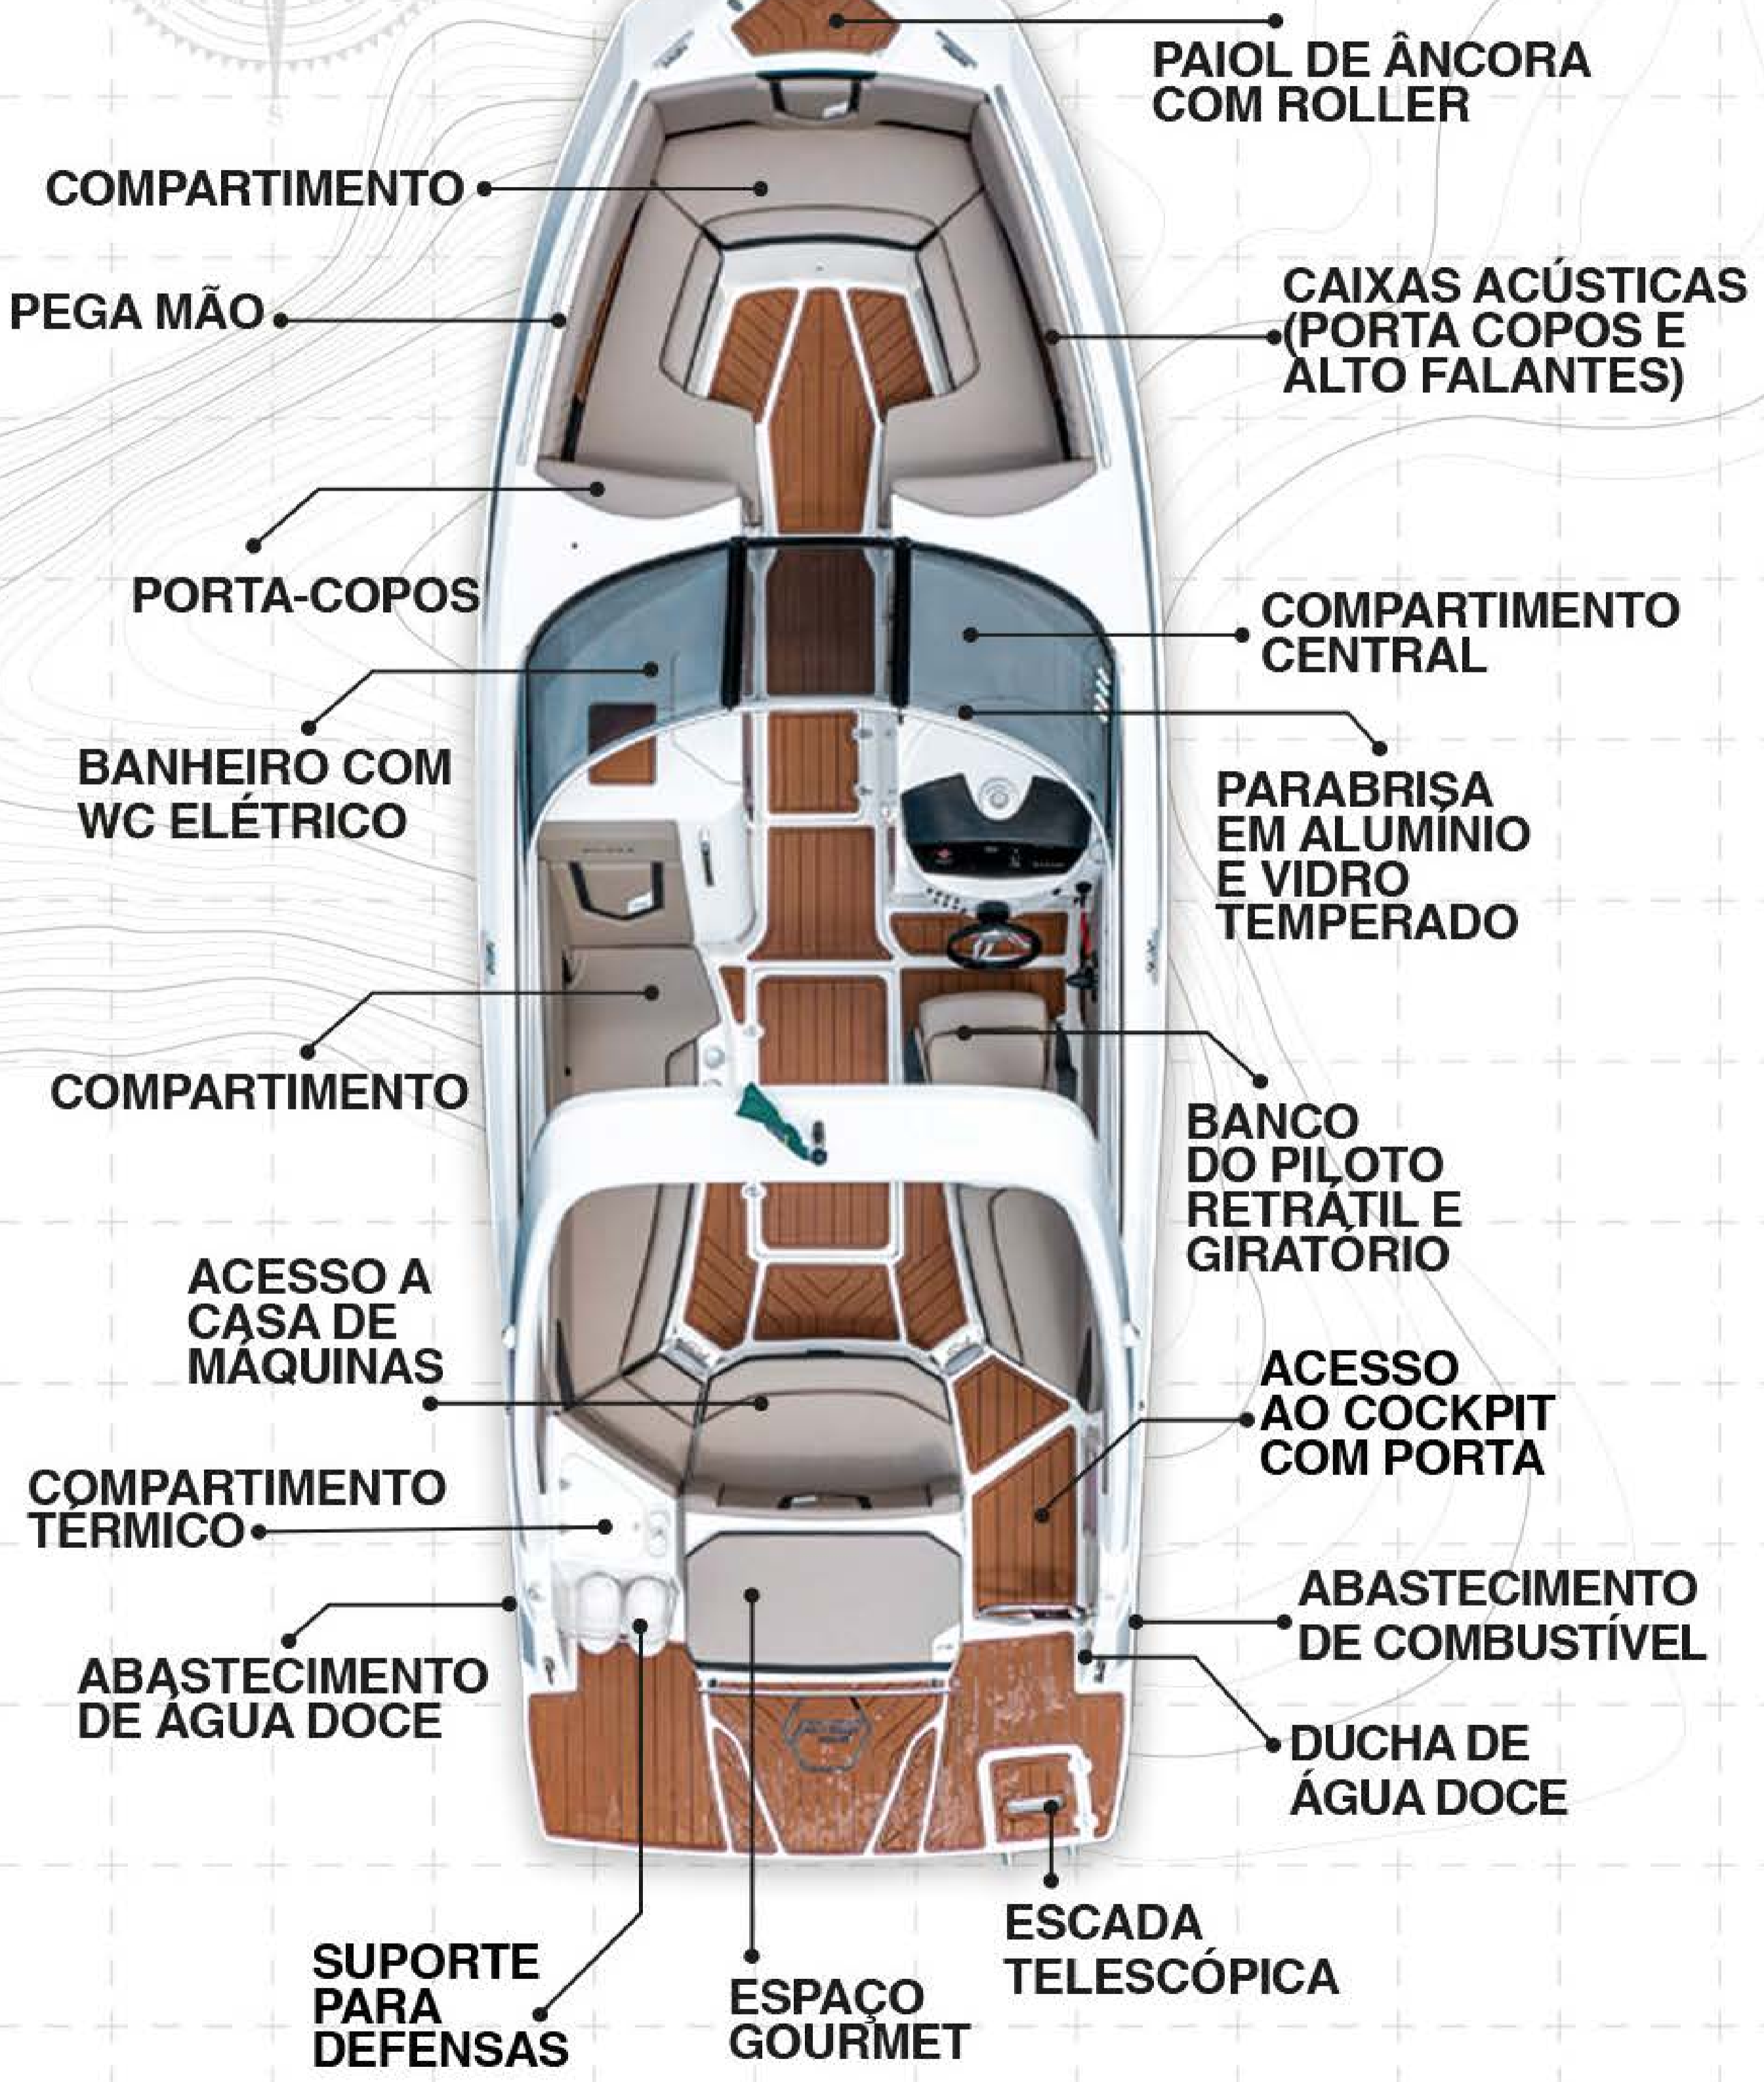 PAIOL DE ÂNCORA
COM ROLLER
COMPARTIMENTO
PEGA MÃO
CAIXAS ACÚSTICAS
(PORTA COPOS E
ALTO FALANTES)
PORTA-COPOS
COMPARTIMENTO
CENTRAL
BANHEIRO COM
WC ELÉTRICO
PARABRISA
EM ALUMÍNIO
E VIDRO
TEMPERADO
COMPARTIMENTO
BANCO
DO PILOTO
RETRÁTIL E
GIRATÓRIO
ACESSO A
CASA DE
MÁQUINAS
ACESSO
AO COCKPIT
COM PORTA
COMPARTIMENTO
TÉRMICO
ABASTECIMENTO
DE COMBUSTÍVEL
ABASTECIMENTO
DE ÁGUA DOCE
DUCHA DE
ÁGUA DOCE
ESCADA
TELESCÓPICA
SUPORTE
PARA
DEFENSAS
ESPAÇO
GOURMET
S